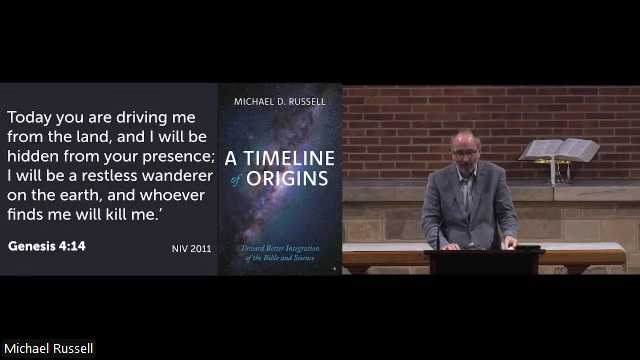 Today you are driving me
from the land, and I will be
hidden from your presence;
I will be a restless wanderer
on the earth, and whoever
finds me will kill me.’
Genesis 4:14
NIV 2011
MICHAEL D. RUSSELL
A TIMELINE
of ORIGINS
Toward Better Integration
of the Bible and Science
Michael Russell